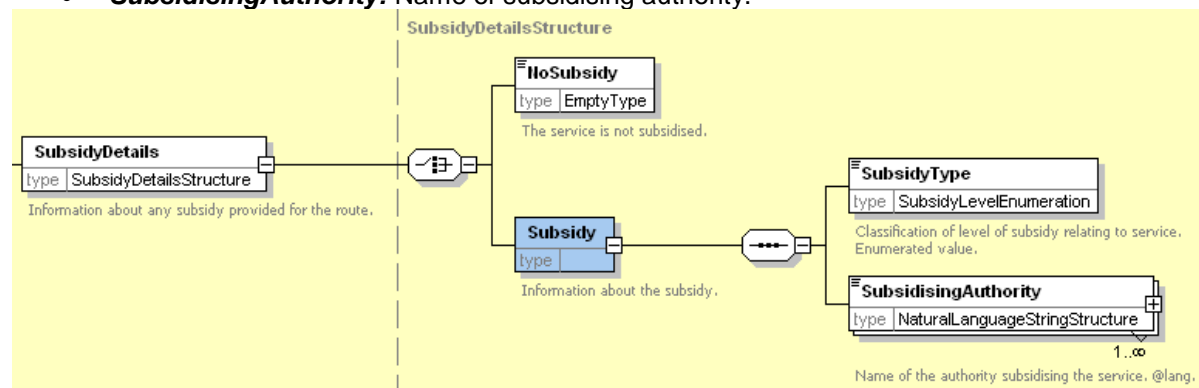 • SubsidisingAuthority: Name of subsidising authority.
SubsidyDetailsStructure
NoSubsidy
type EmptyType
The service is not subsidised.
SubsidyDetails
type SubsidyDetailsStructure
Information about any subsidy provided for the route.
SubsidyType
type SubsidyLevelEnumeration
Classification of level of subsidy relating to service.
Enumerated value.
Subsidy
type
Information about the subsidy.
SubsidisingAuthority
type NaturalLanguageStringStructure
1..∞
Name of the authority subsidising the service. @lang.